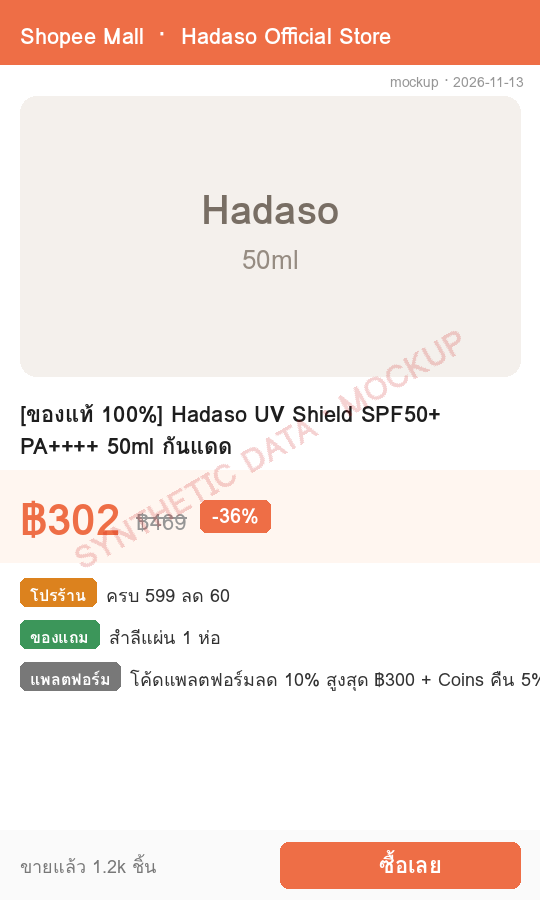 Shopee Mall · Hadaso Official Store
mockup · 2026-11-13
Hadaso
50ml
SYNTHETIC DATA · MOCKUP
[ของแท้ 100%] Hadaso UV Shield SPF50+
PA++++ 50ml กันแดด
฿302 ฿469 -36%
โปรร้าน ครบ 599 ลด 60
ของแถม สำลีแผ่น 1 ห่อ
แพลตฟอร์ม โค้ดแพลตฟอร์มลด 10% สูงสุด ฿300 + Coins คืน 5%
ขายแล้ว 1.2k ชิ้น ซื้อเลย